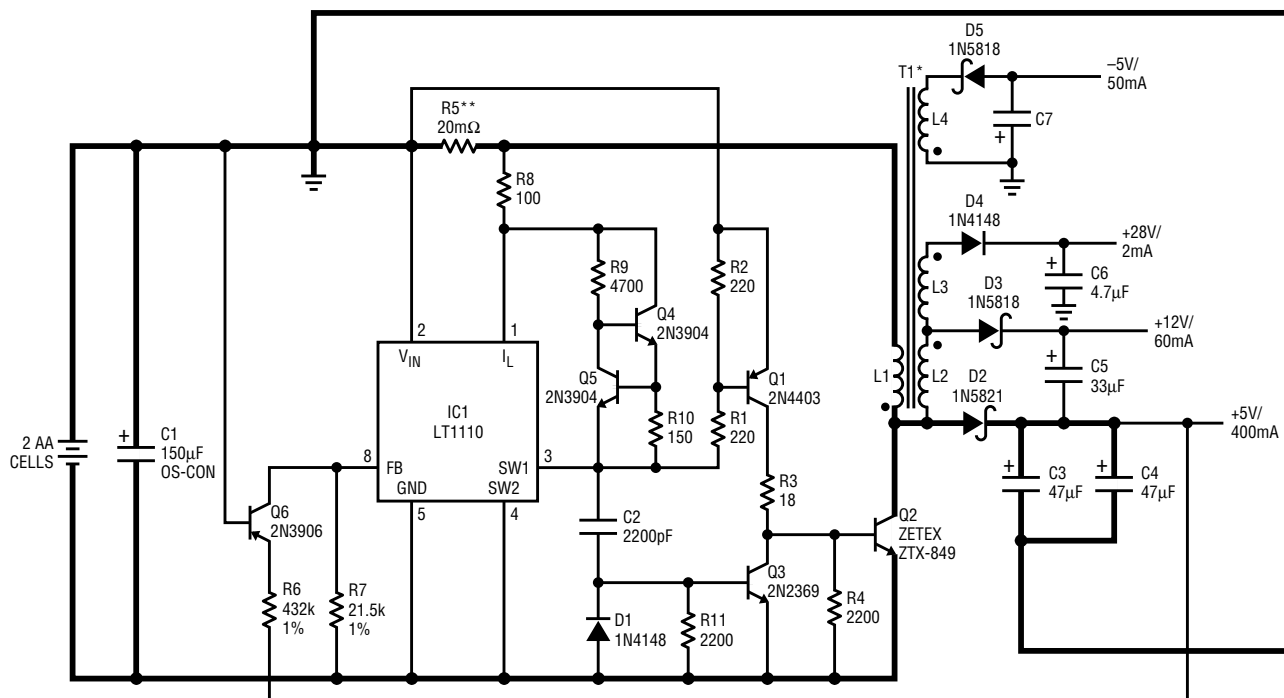 D5
1N5818
T1*
–5V/
50mA
L4
C7
+
R5**
20mΩ
R8
100
D4
1N4148
+28V/
2mA
+
C6
4.7µF
L3
D3
1N5818
+12V/
60mA
R9
4700
R2
220
Q4
2N3904
2
1
VIN
IL
Q5
2N3904
Q1
2N4403
L1
L2
C5
33µF
+
D2
1N5821
IC1
LT1110
R10
150
R1
220
+5V/
400mA
2 AA
CELLS
+
C1
150µF
OS-CON
8
FB
SW1
3
GND
SW2
5
4
R3
18
+
C3
47µF
+
C4
47µF
Q6
2N3906
C2
2200pF
Q2
ZETEX
ZTX-849
Q3
2N2369
R6
432k
1%
R7
21.5k
1%
D1
1N4148
R11
2200
R4
2200